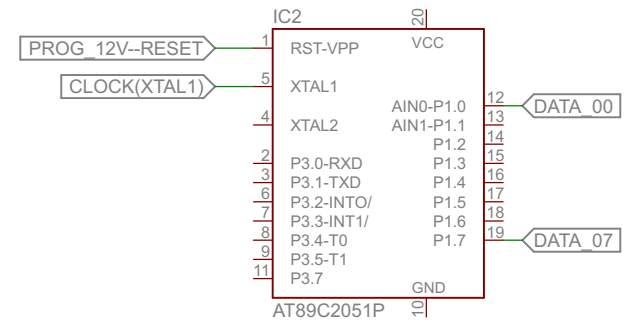 IC2
20
PROG_12V--RESET 1 RST-VPP VCC
CLOCK(XTAL1) 5 XTAL1
AIN0-P1.0 12 DATA_00
4 XTAL2 AIN1-P1.1 13
P1.2 14
2 P3.0-RXD P1.3 15
3 P3.1-TXD P1.4 16
6 P3.2-INTO/ P1.5 17
7 P3.3-INT1/ P1.6 18
8 P3.4-T0 P1.7 19 DATA_07
9 P3.5-T1
11 P3.7
GND
10
AT89C2051P